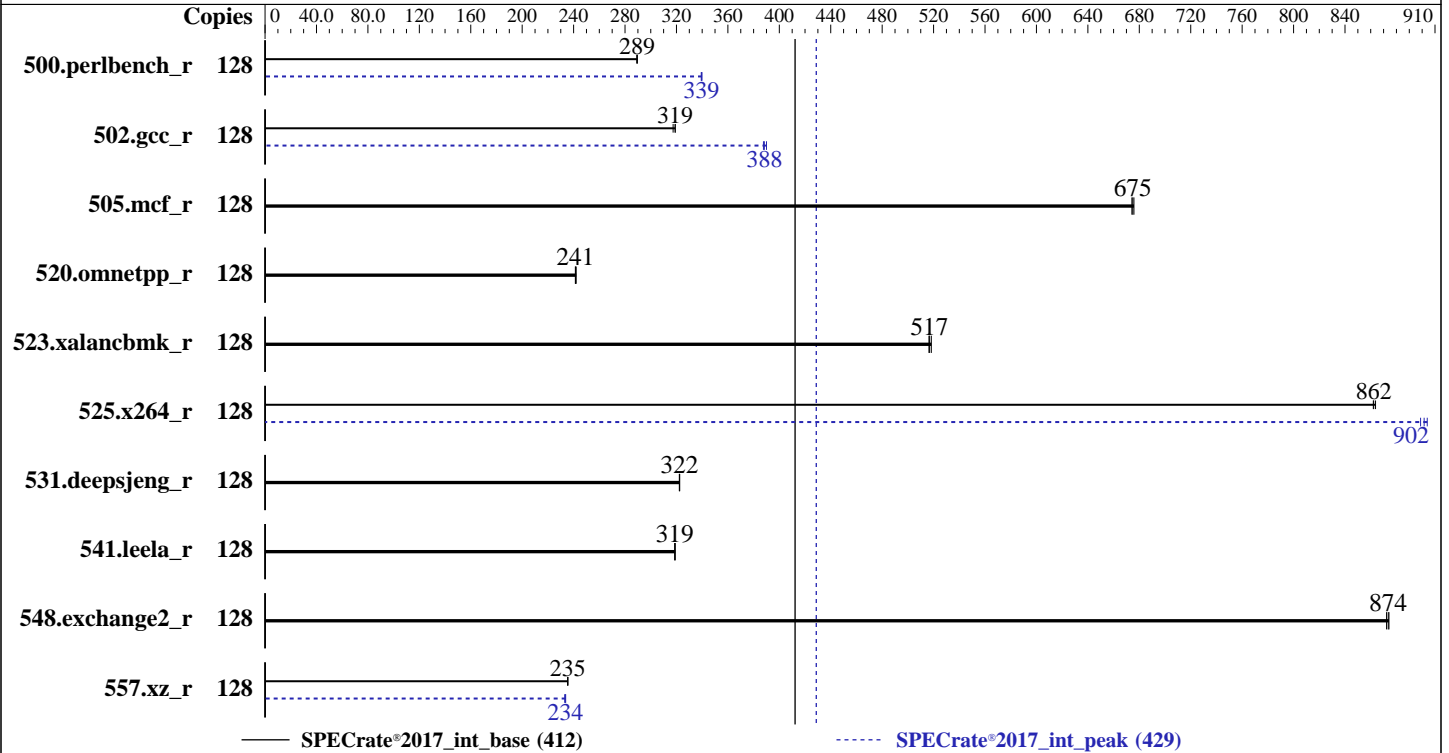 Copies 0 40.0 80.0 120 160 200 240 280 320 360 400 440 480 520 560 600 640 680 720 760 800 840 910
289
500.perlbench_r 128
339
319
502.gcc_r 128
388
675
505.mcf_r 128
241
520.omnetpp_r 128
517
523.xalancbmk_r 128
862
525.x264_r 128
902
322
531.deepsjeng_r 128
319
541.leela_r 128
874
548.exchange2_r 128
235
557.xz_r 128
234
SPECrate®2017_int_base (412) SPECrate®2017_int_peak (429)